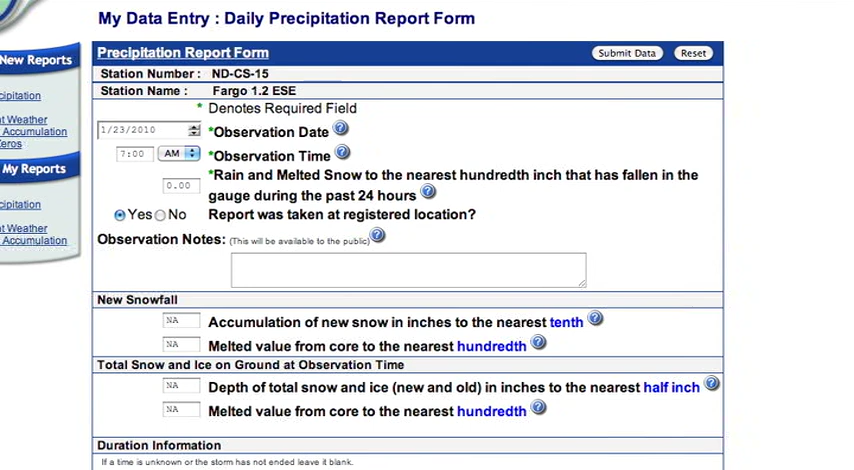 My Data Entry : Daily Precipitation Report Form
New Reports
cipitation
nt Weather
Accumulation
Zeros
My Reports
cipitation
nt Weather
Accumulation
Precipitation Report Form
Submit Data
Reset
Station Number : ND-CS-15
Station Name : Fargo 1.2 ESE
* Denotes Required Field
1/23/2010 *Observation Date ?
7:00 AM *Observation Time ?
*Rain and Melted Snow to the nearest hundredth inch that has fallen in the
0.00 gauge during the past 24 hours ?
Yes No Report was taken at registered location?
Observation Notes: (This will be available to the public) ?
New Snowfall
NA Accumulation of new snow in inches to the nearest tenth ?
NA Melted value from core to the nearest hundredth ?
Total Snow and Ice on Ground at Observation Time
NA Depth of total snow and ice (new and old) in inches to the nearest half inch ?
NA Melted value from core to the nearest hundredth ?
Duration Information
If a time is unknown or the storm has not ended leave it blank.